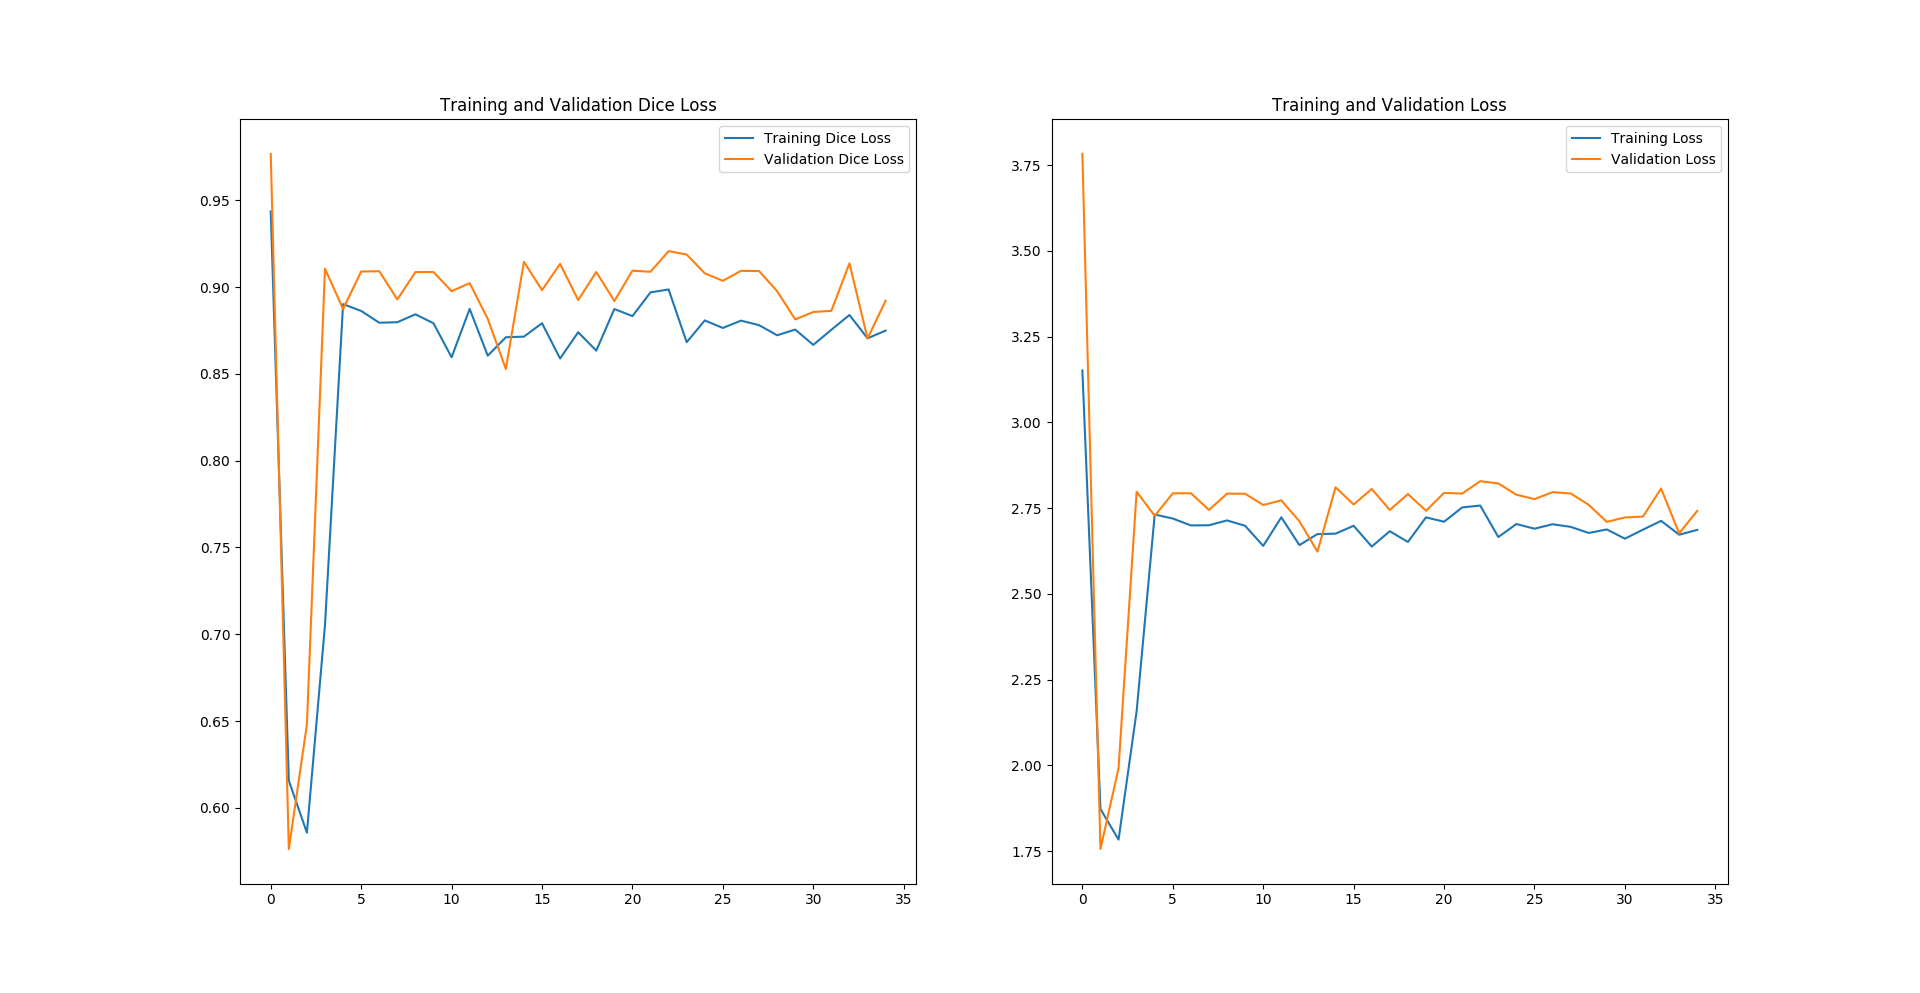 Training and Validation Dice Loss
Training Dice Loss
Validation Dice Loss
0.95
0.90
0.85
0.80
0.75
0.70
0.65
0.60
0 5 10 15 20 25 30 35
Training and Validation Loss
Training Loss
Validation Loss
3.75
3.50
3.25
3.00
2.75
2.50
2.25
2.00
1.75
0 5 10 15 20 25 30 35